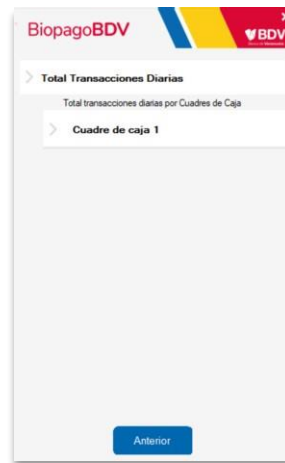 BiopagoBDV
BDV
Total Transacciones Diarias
Total transacciones diarias por Cuadres de Caja
Cuadre de caja 1
Anterior